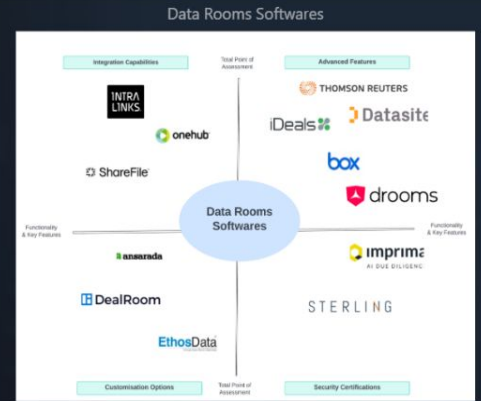 Data Rooms Softwares
Integration Capabilities
Total Point of
Assessment
Advanced Features
INTRA
LINKS
THOMSON REUTERS
iDeals
Datasite
onehub
box
ShareFile
drooms
Data Rooms
Softwares
Functionality
& Key Features
Functionality
& Key Features
ansarada
imprima
AI DUE DILIGENC
DealRoom
STERLING
EthosData
Customisation Options
Total Point of
Assessment
Security Certifications